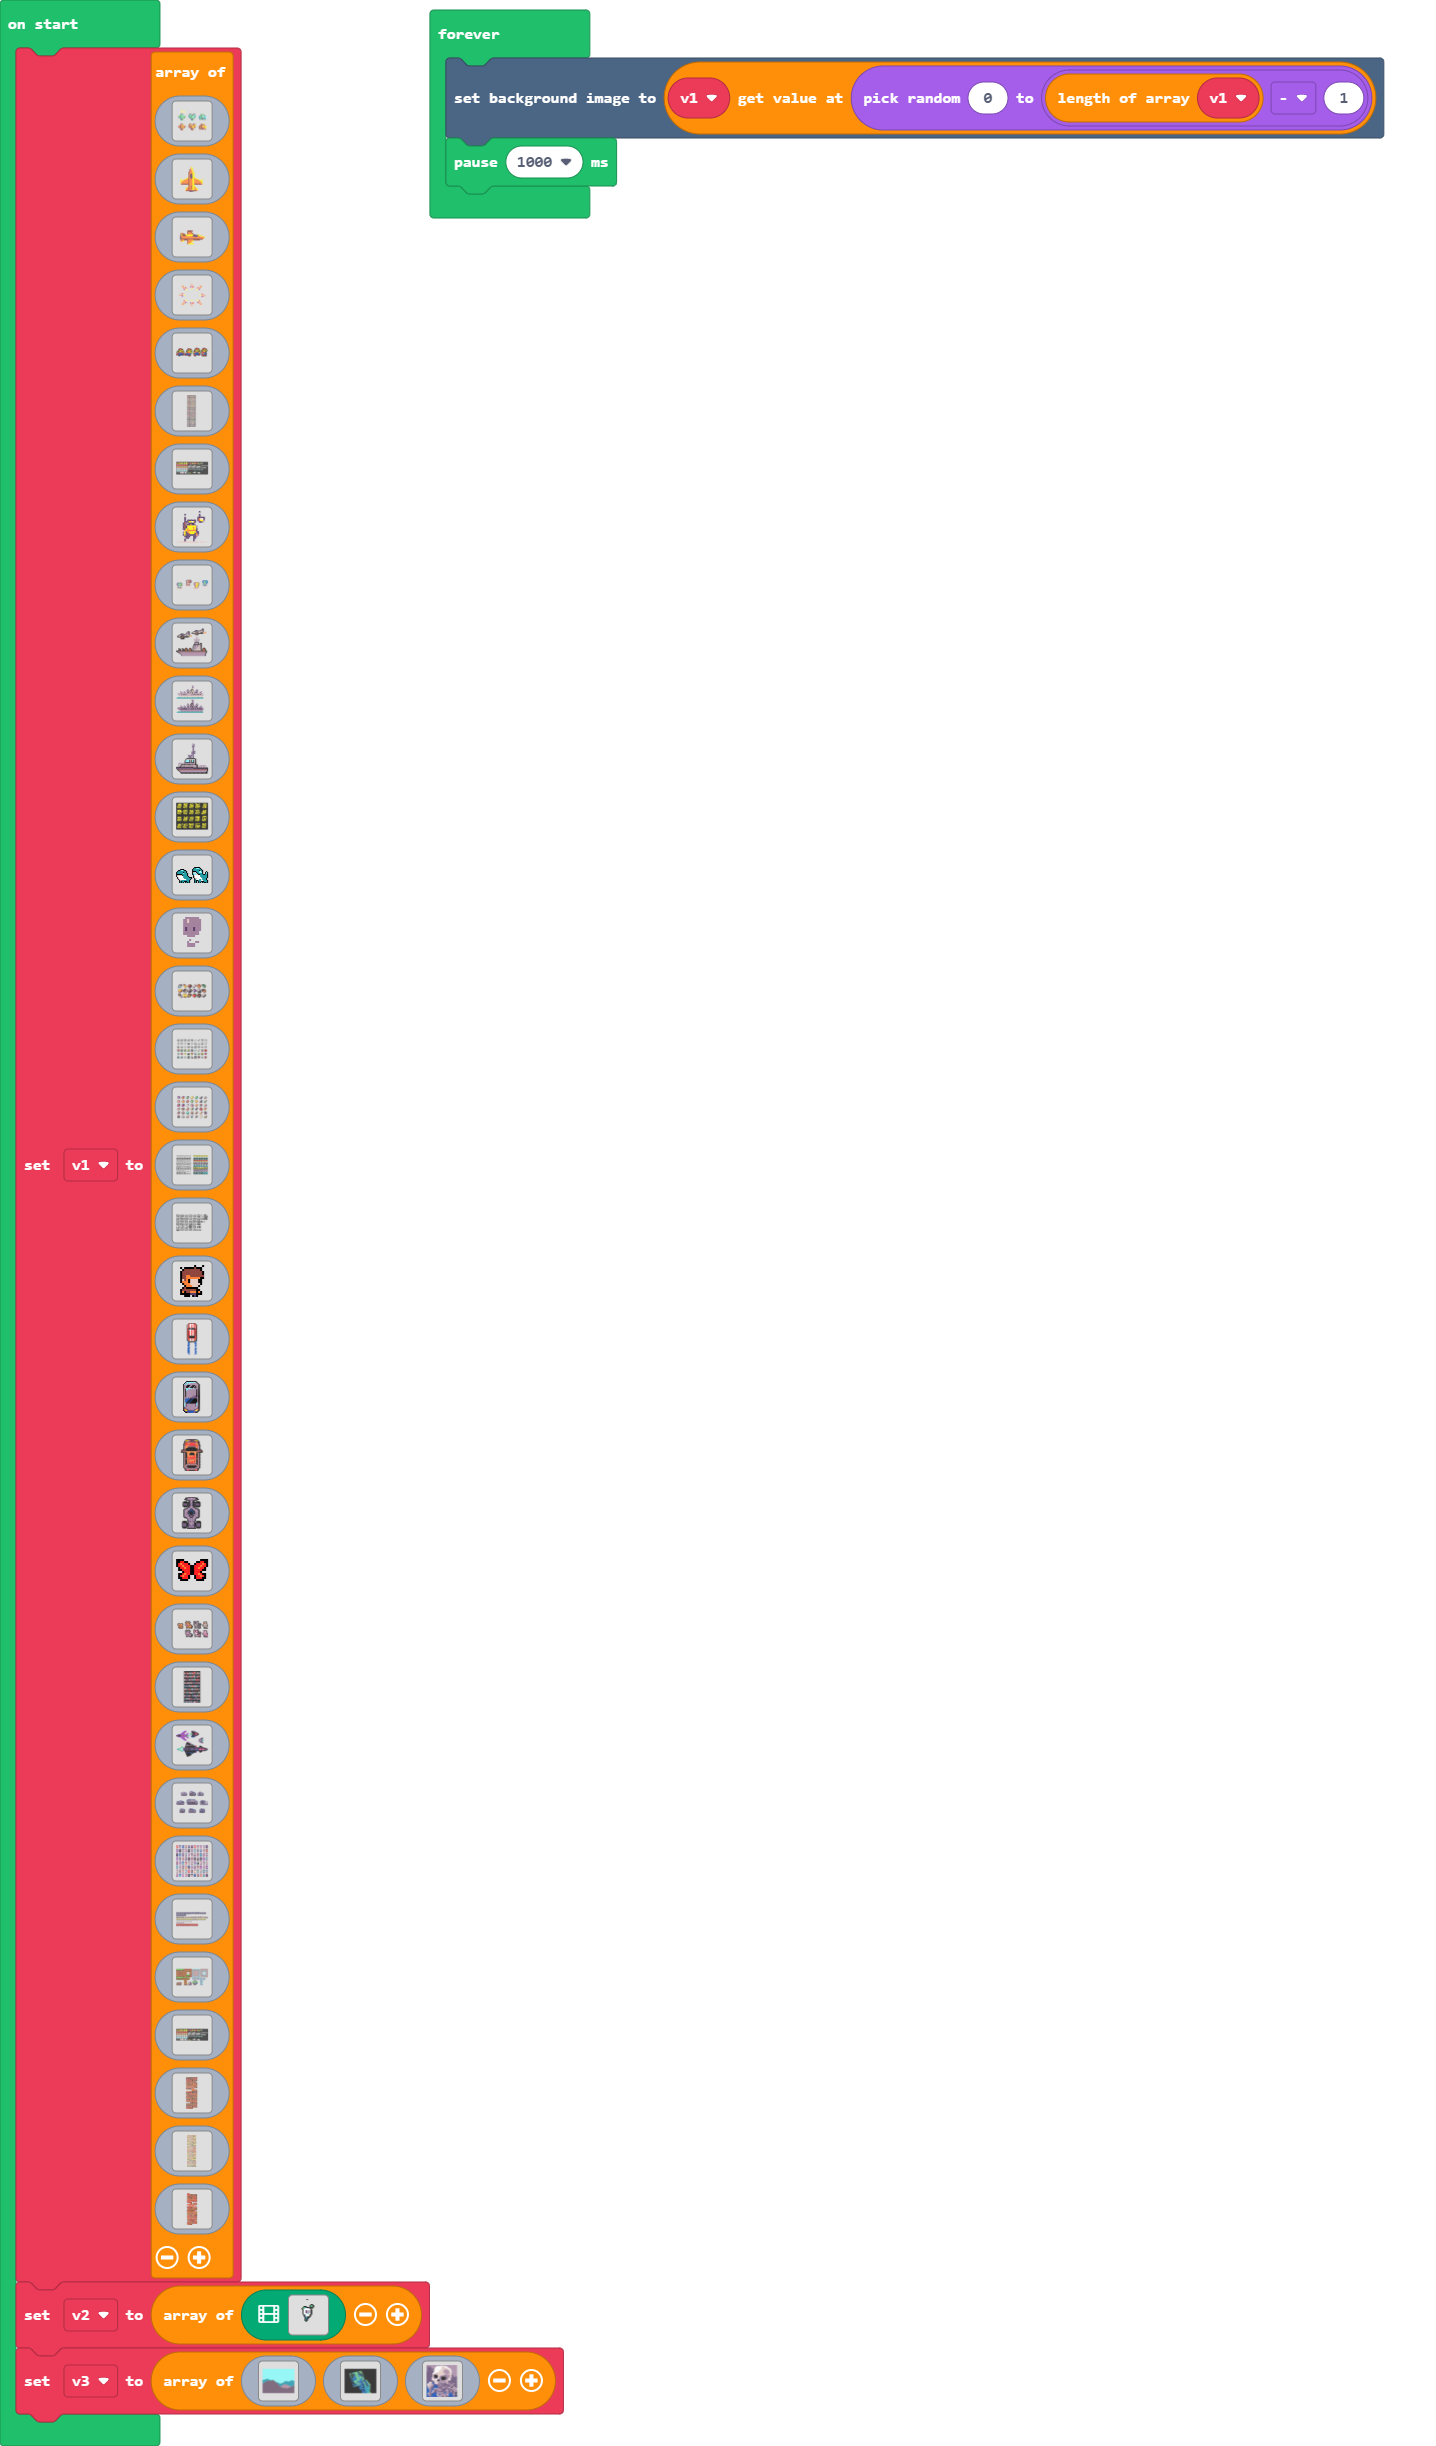 on start
array of
set v1 to
set v2 to array of
set v3 to array of
forever
set background image to v1 get value at pick random 0 to length of array v1 - 1
pause 1000 ms